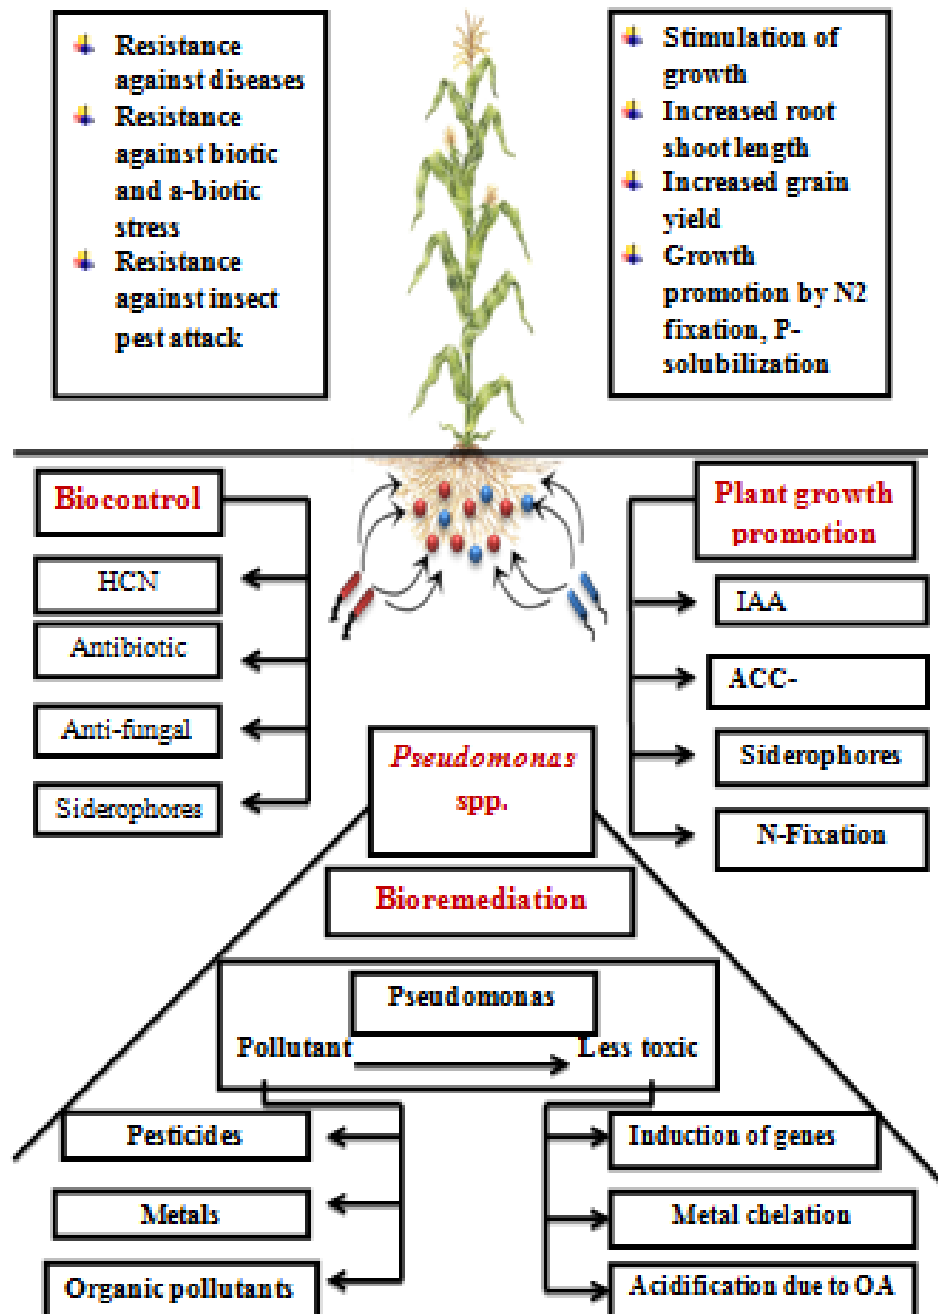 Resistance
against diseases
Resistance
against biotic
and a-biotic
stress
Resistance
against insect
pest attack
Stimulation of
growth
Increased root
shoot length
Increased grain
yield
Growth
promotion by N2
fixation, P-
solubilization
Biocontrol
HCN
Antibiotic
Anti-fungal
Siderophores
Plant growth
promotion
IAA
ACC-
Siderophores
N-Fixation
Pseudomonas
spp.
Bioremediation
Pseudomonas
Pollutant
Less toxic
Pesticides
Metals
Organic pollutants
Induction of genes
Metal chelation
Acidification due to OA